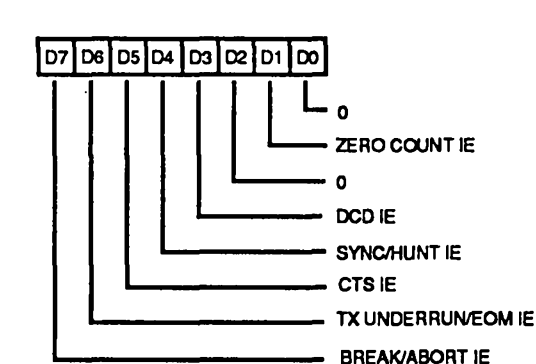 D7 D6 D5 D4 D3 D2 D1 D0
0
ZERO COUNT IE
0
DCD IE
SYNC/HUNT IE
CTS IE
TX UNDERRUN/EOM IE
BREAK/ABORT IE